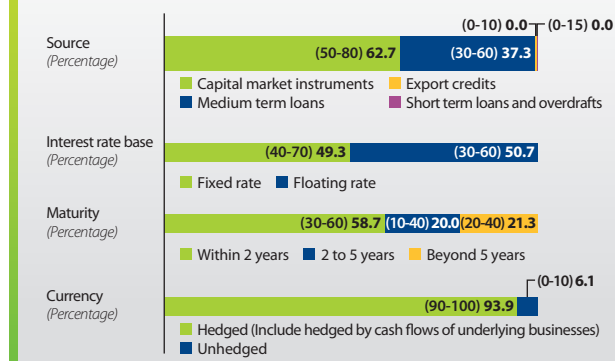 (0-10) 0.0 (0-15) 0.0
Source
(Percentage)
(50-80) 62.7 (30-60) 37.3
Capital market instruments Export credits
Medium term loans Short term loans and overdrafts
Interest rate base
(Percentage)
(40-70) 49.3 (30-60) 50.7
Fixed rate Floating rate
Maturity
(Percentage)
(30-60) 58.7 (10-40) 20.0 (20-40) 21.3
Within 2 years 2 to 5 years Beyond 5 years
(0-10) 6.1
Currency
(Percentage)
(90-100) 93.9
Hedged (Include hedged by cash flows of underlying businesses)
Unhedged